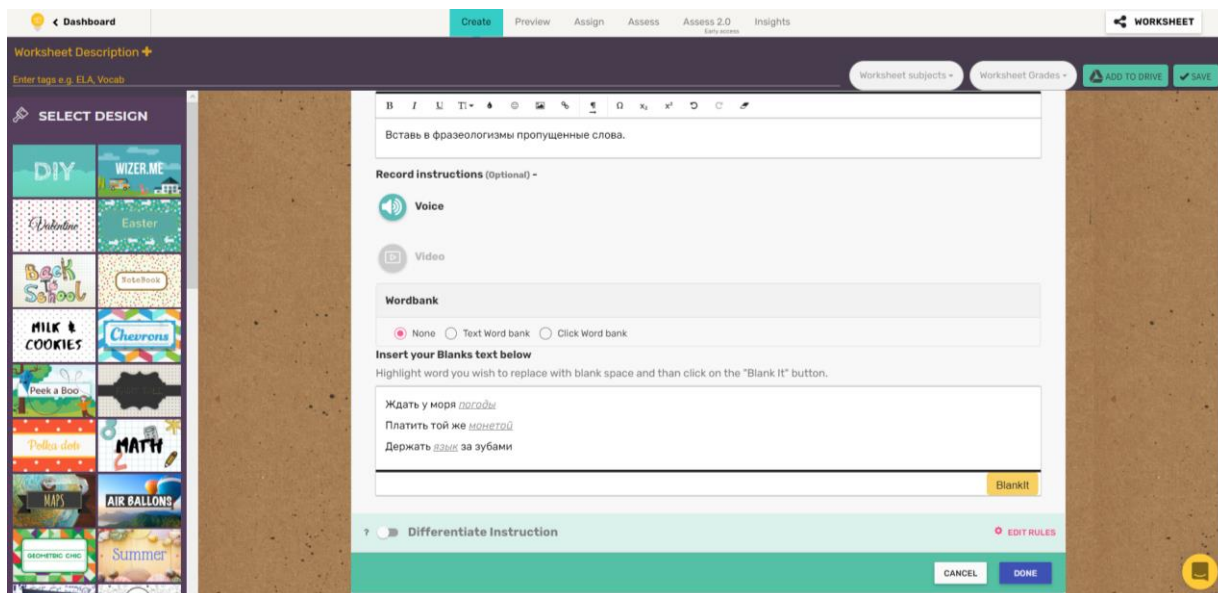 Dashboard
Create
Preview
Assign
Assess
Assess 2.0
Early access
Insights
WORKSHEET
Worksheet Description
Enter tags e.g. ELA, Vocab
Worksheet subjects
Worksheet Grades
ADD TO DRIVE
SAVE
SELECT DESIGN
DIY
WIZER.ME
Valentine
Easter
Back To School
NoteBook
MILK & COOKIES
Chevrons
Peek a Boo
Polka dots
MATH
MAPS
AIR BALLONS
GEOMETRIC CHIC
Summer
B I U T Ω x₂ x²
Вставь в фразеологизмы пропущенные слова.
Record instructions (Optional) -
Voice
Video
Wordbank
None Text Word bank Click Word bank
Insert your Blanks text below
Highlight word you wish to replace with blank space and than click on the "Blank It" button.
Ждать у моря погоды
Платить той же монетой
Держать язык за зубами
BlankIt
? Differentiate Instruction
EDIT RULES
CANCEL
DONE